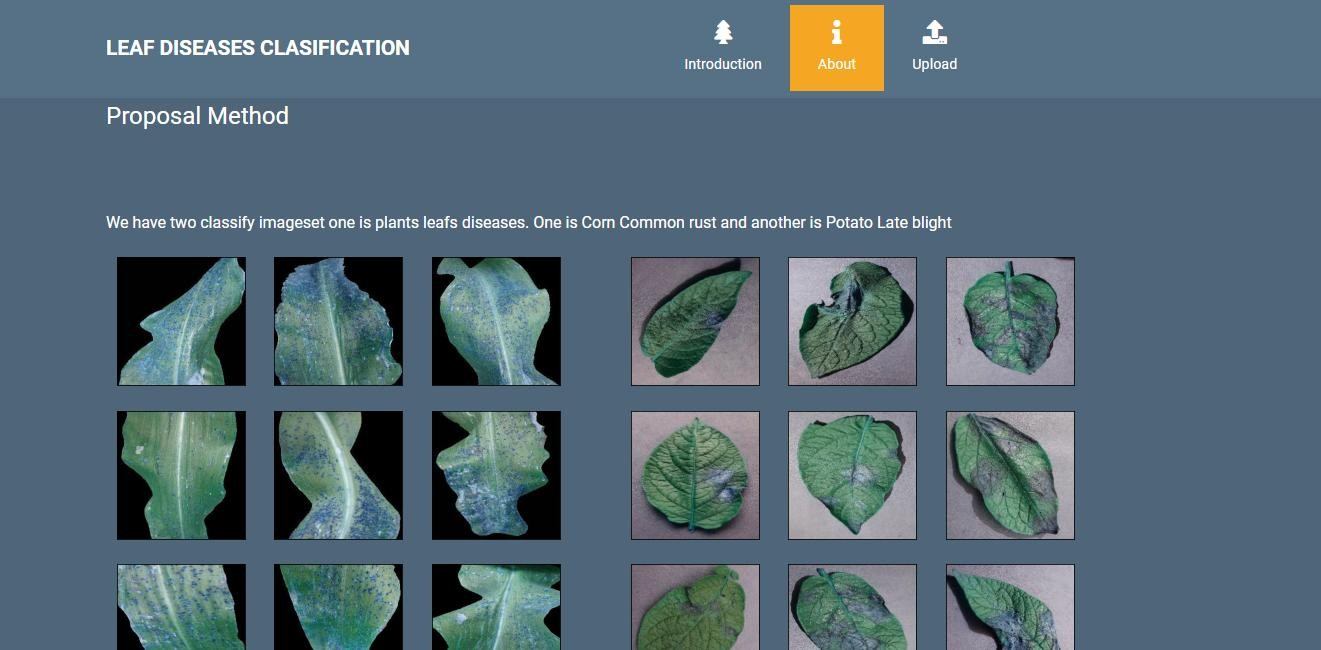 LEAF DISEASES CLASIFICATION
Introduction
About
Upload
Proposal Method
We have two classify imageset one is plants leafs diseases. One is Corn Common rust and another is Potato Late blight